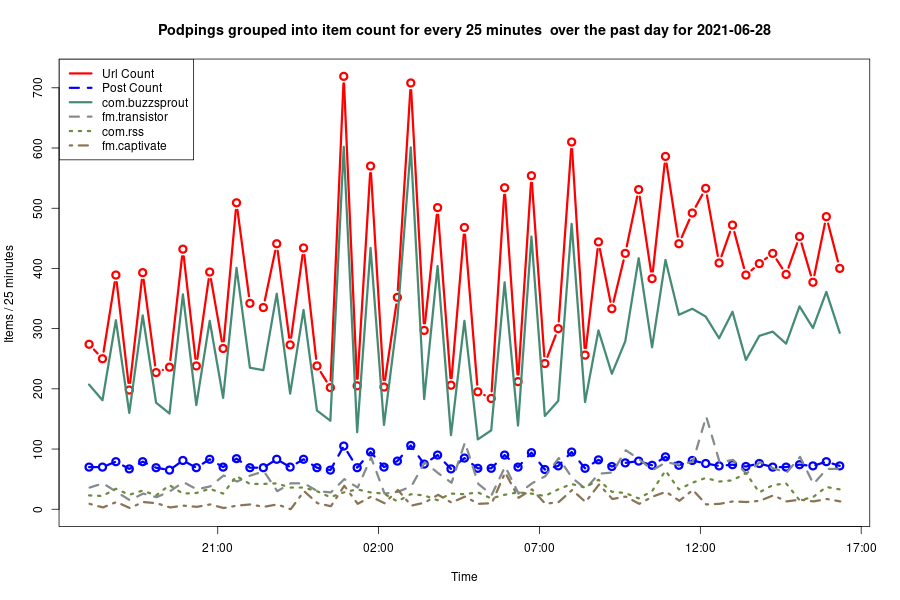 Podpings grouped into item count for every 25 minutes  over the past day for 2021-06-28
Url Count
Post Count
com.buzzsprout
fm.transistor
com.rss
fm.captivate
Items / 25 minutes
700
600
500
400
300
200
100
0
21:00
02:00
07:00
12:00
17:00
Time